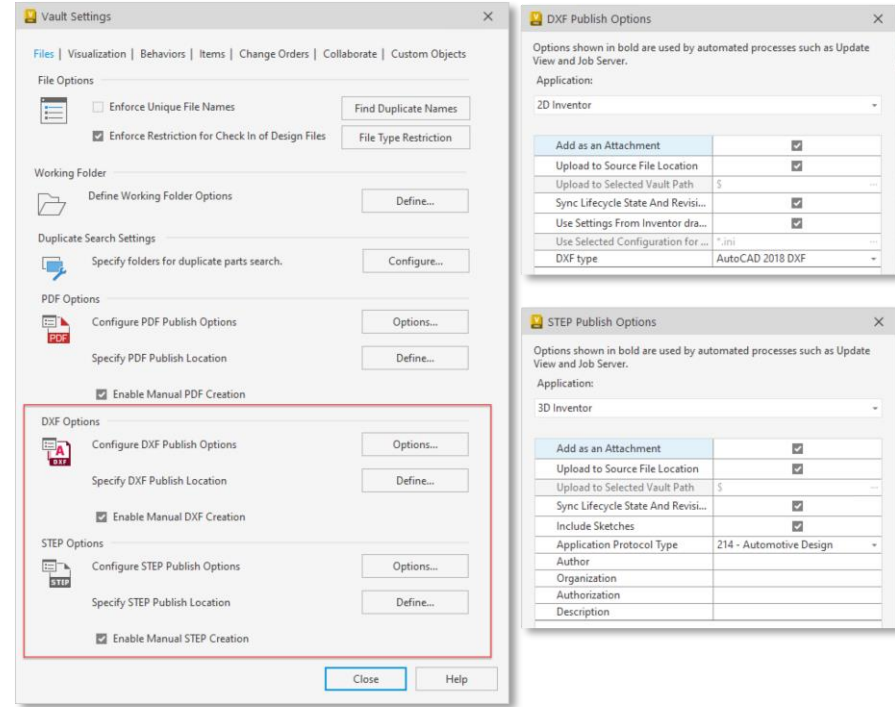 Vault Settings
Files | Visualization | Behaviors | Items | Change Orders | Collaborate | Custom Objects
File Options
Enforce Unique File Names
Find Duplicate Names
Enforce Restriction for Check In of Design Files
File Type Restriction
Working Folder
Define Working Folder Options
Define...
Duplicate Search Settings
Specify folders for duplicate parts search.
Configure...
PDF Options
PDF
Configure PDF Publish Options
Options...
Specify PDF Publish Location
Define...
Enable Manual PDF Creation
DXF Options
A
DXF
Configure DXF Publish Options
Options...
Specify DXF Publish Location
Define...
Enable Manual DXF Creation
STEP Options
STEP
Configure STEP Publish Options
Options...
Specify STEP Publish Location
Define...
Enable Manual STEP Creation
Close
Help
DXF Publish Options
Options shown in bold are used by automated processes such as Update
View and Job Server.
Application:
2D Inventor
Add as an Attachment
Upload to Source File Location
Upload to Selected Vault Path $ ...
Sync Lifecycle State And Revisi...
Use Settings From Inventor dra...
Use Selected Configuration for ... *.ini ...
DXF type AutoCAD 2018 DXF
STEP Publish Options
Options shown in bold are used by automated processes such as Update
View and Job Server.
Application:
3D Inventor
Add as an Attachment
Upload to Source File Location
Upload to Selected Vault Path $ ...
Sync Lifecycle State And Revisi...
Include Sketches
Application Protocol Type 214 - Automotive Design
Author
Organization
Authorization
Description